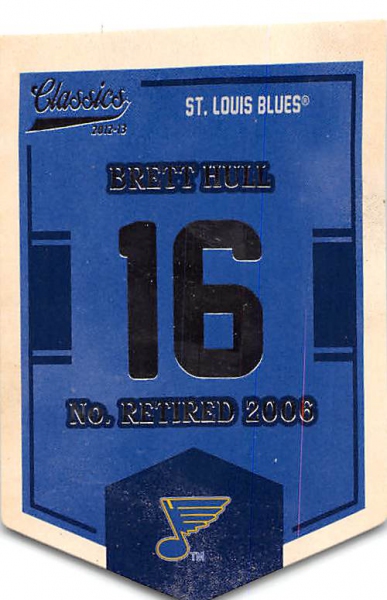 Classics
2012-13
ST. LOUIS BLUES®
BRETT HULL
16
No. RETIRED 2006
TM